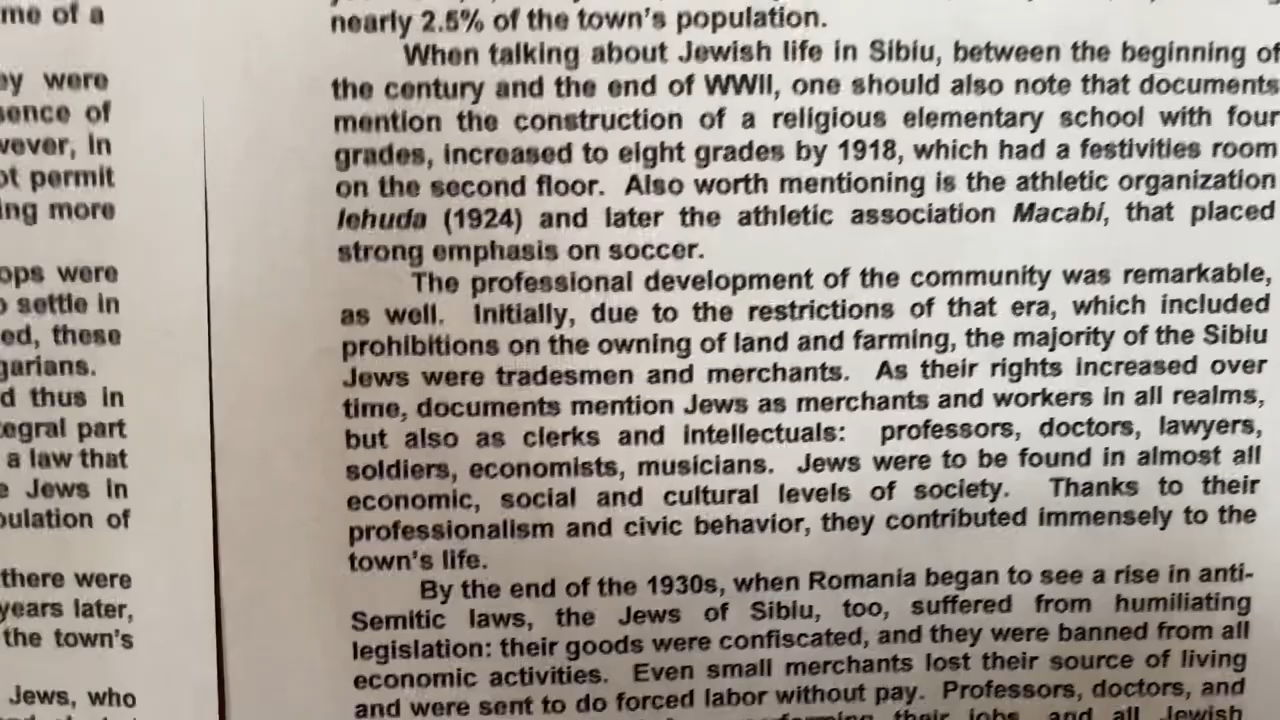 me of a
ey were
sence of
wever, in
ot permit
ing more
ops were
o settle in
ed, these
garians.
d thus in
egral part
a law that
e Jews in
pulation of
there were
years later,
the town's
Jews, who
nearly 2.5% of the town's population.
When talking about Jewish life in Sibiu, between the beginning of
the century and the end of WWII, one should also note that documents
mention the construction of a religious elementary school with four
grades, increased to eight grades by 1918, which had a festivities room
on the second floor. Also worth mentioning is the athletic organization
Iehuda (1924) and later the athletic association Macabi, that placed
strong emphasis on soccer.
The professional development of the community was remarkable,
as well. Initially, due to the restrictions of that era, which included
prohibitions on the owning of land and farming, the majority of the Sibiu
Jews were tradesmen and merchants. As their rights increased over
time, documents mention Jews as merchants and workers in all realms,
but also as clerks and intellectuals: professors, doctors, lawyers,
soldiers, economists, musicians. Jews were to be found in almost all
economic, social and cultural levels of society. Thanks to their
professionalism and civic behavior, they contributed immensely to the
town's life.
By the end of the 1930s, when Romania began to see a rise in anti-
Semitic laws, the Jews of Sibiu, too, suffered from humiliating
legislation: their goods were confiscated, and they were banned from all
economic activities. Even small merchants lost their source of living
and were sent to do forced labor without pay. Professors, doctors, and
their jobs, and all Jewish